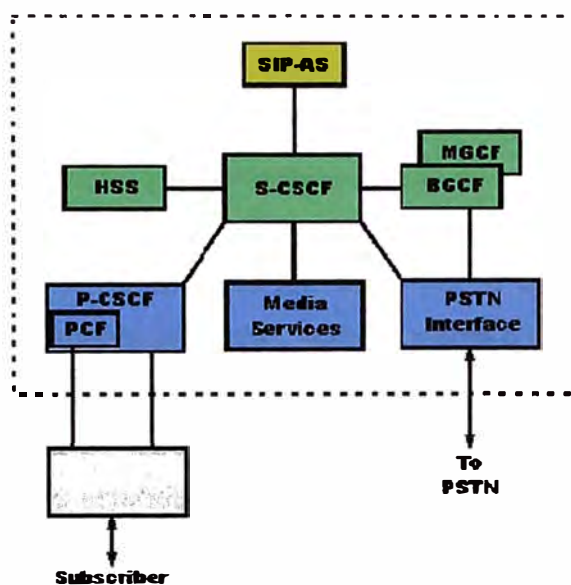 SIP-AS
MGCF
HSS
S-CSCF
BGCF
P-CSCF
PCF
Media
Services
PSTN
Interface
To
PSTN
Subscriber